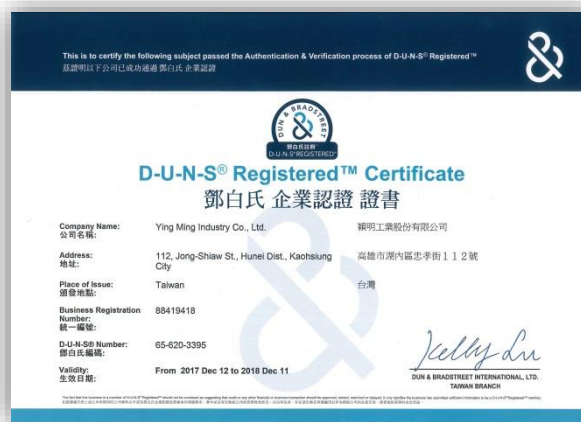 This is to certify the following subject passed the Authentication & Verification process of D-U-N-S® Registered™
茲證明以下公司已成功通過 鄧白氏 企業認證
DUN & BRADSTREET
鄧白氏註冊™
D-U-N-S® REGISTERED™
D-U-N-S® Registered™ Certificate
鄧白氏 企業認證 證書
Company Name: Ying Ming Industry Co., Ltd. 穎明工業股份有限公司
公司名稱:
Address: 112, Jong-Shiaw St., Hunei Dist., Kaohsiung 高雄市湖內區忠孝街112號
地址: City
Place of Issue: Taiwan 台灣
頒發地點:
Business Registration 88419418
Number:
統一編號:
D-U-N-S® Number: 65-620-3395
鄧白氏編碼:
Validity: From 2017 Dec 12 to 2018 Dec 11
生效日期:
Kelly Lu
DUN & BRADSTREET INTERNATIONAL, LTD.
TAIWAN BRANCH